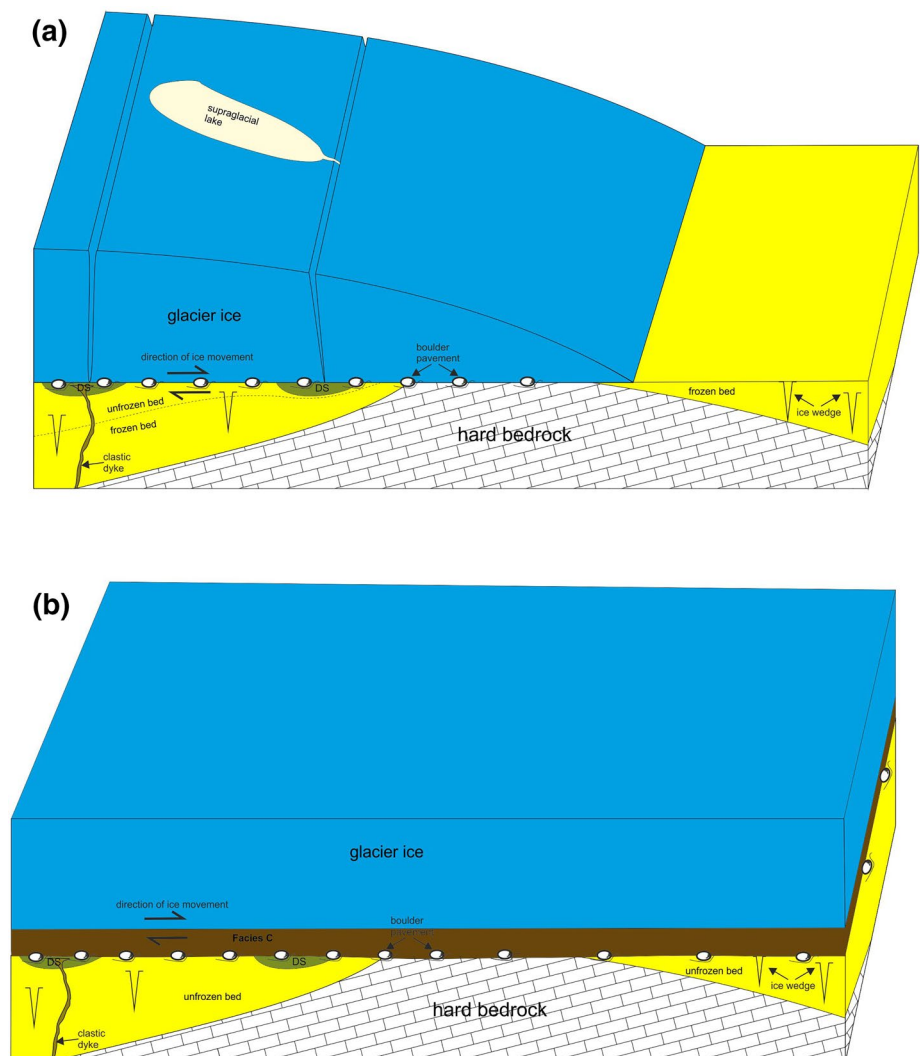 (a)
supraglacial
lake
glacier ice
direction of ice movement
boulder
pavement
DS
DS
unfrozen bed
frozen bed
frozen bed
ice wedge
clastic
dyke
hard bedrock
(b)
glacier ice
direction of ice movement
boulder
pavement
Facies C
DS
DS
unfrozen bed
unfrozen bed
ice wedge
clastic
dyke
hard bedrock